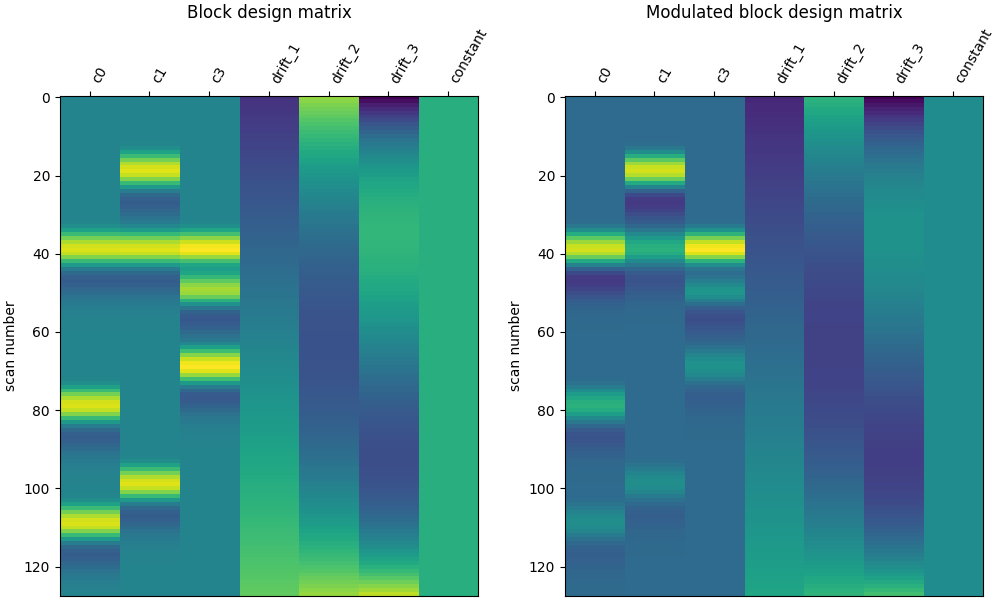 Block design matrix
c0 c1 c3 drift_1 drift_2 drift_3 constant
0
20
40
60
80
100
120
scan number
Modulated block design matrix
c0 c1 c3 drift_1 drift_2 drift_3 constant
0
20
40
60
80
100
120
scan number